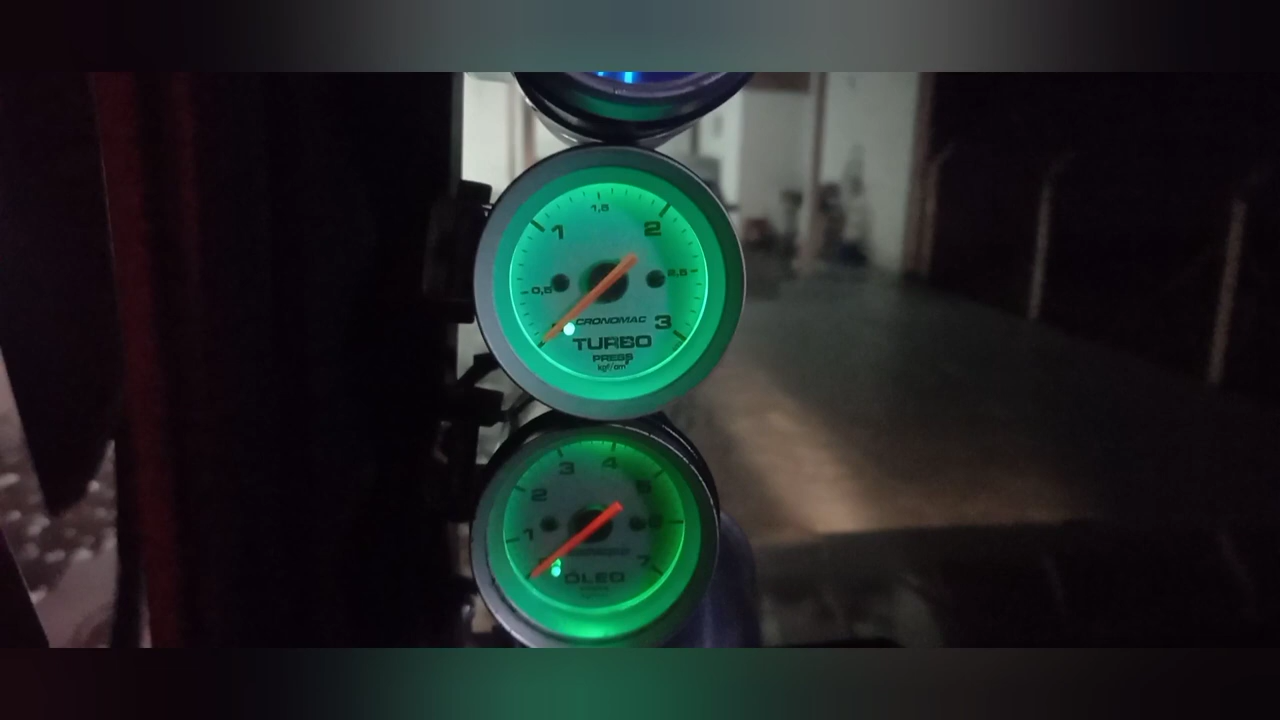 1,5
1 2
0,5 2,5
CRONOMAC 3
TURBO
PRESS
kgf/cm²
3 4
2 5
1 6
7
ÓLEO